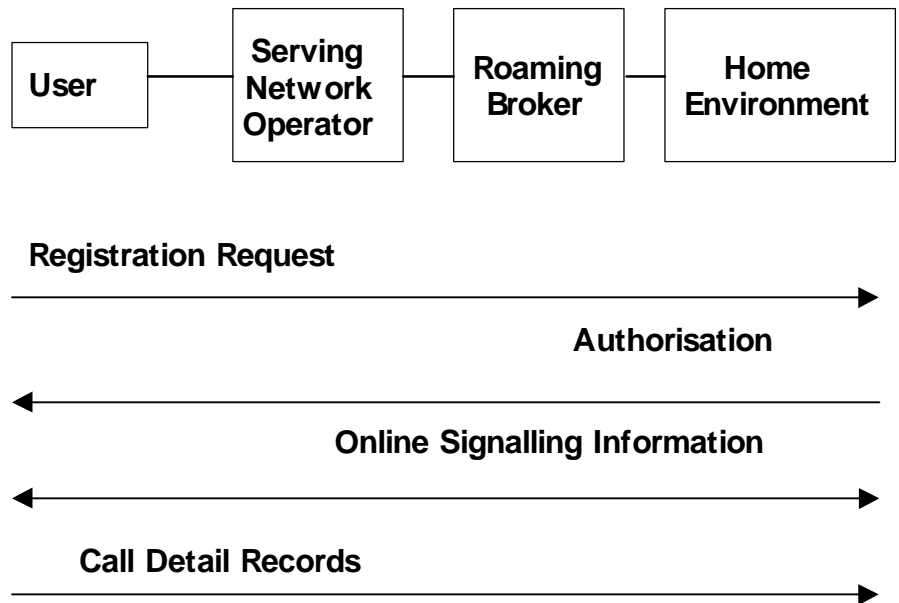 User
Serving
Network
Operator
Roaming
Broker
Home
Environment
Registration Request
Authorisation
Online Signalling Information
Call Detail Records